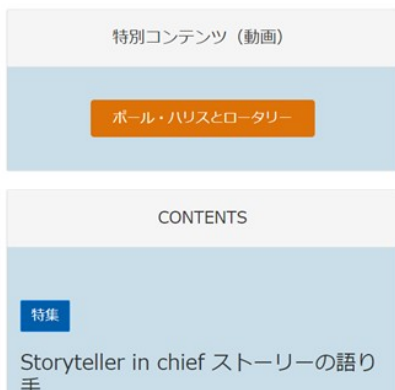 特別コンテンツ（動画）
ポール・ハリスとロータリー
CONTENTS
特集
Storyteller in chief ストーリーの語り
手